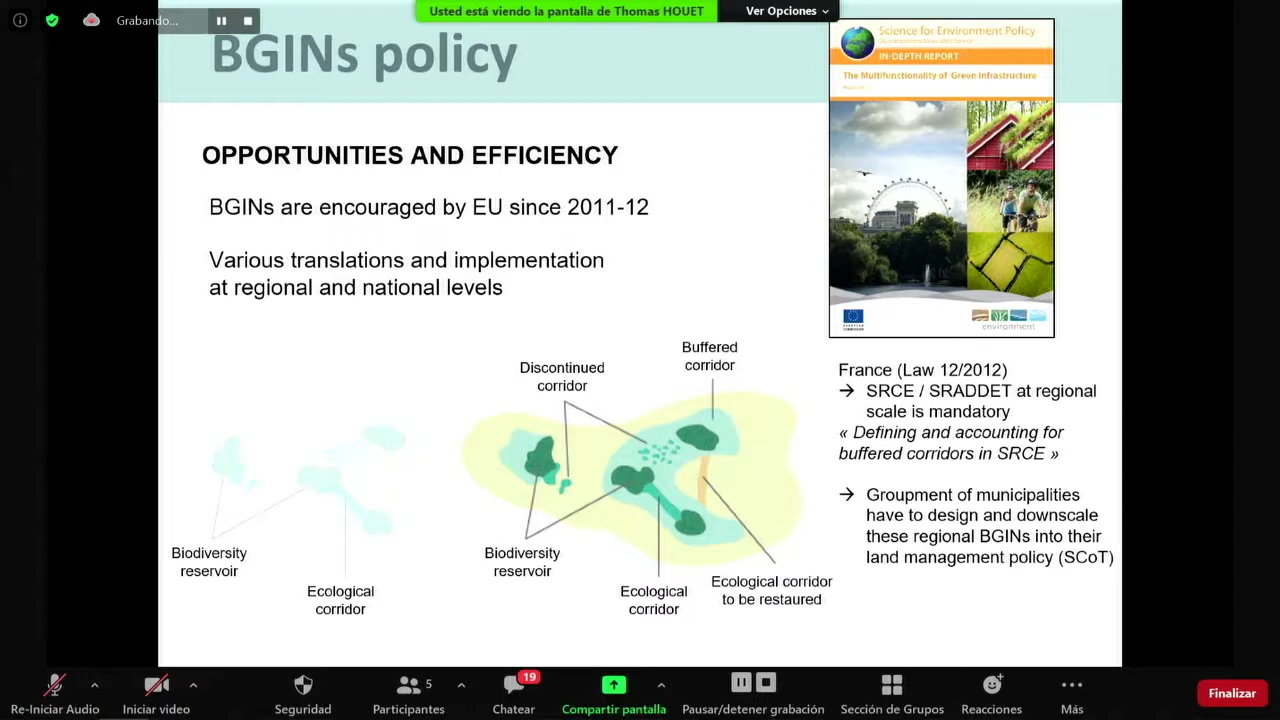 Grabando...
Usted está viendo la pantalla de Thomas HOUET
Ver Opciones
BGINs policy
Science for Environment Policy
IN-DEPTH REPORT
The Multifunctionality of Green Infrastructure
OPPORTUNITIES AND EFFICIENCY
BGINs are encouraged by EU since 2011-12
Various translations and implementation
at regional and national levels
environment
Discontinued
corridor
Buffered
corridor
Biodiversity
reservoir
Ecological
corridor
Biodiversity
reservoir
Ecological
corridor
Ecological corridor
to be restaured
France (Law 12/2012)
→ SRCE / SRADDET at regional
scale is mandatory
« Defining and accounting for
buffered corridors in SRCE »
→ Groupment of municipalities
have to design and downscale
these regional BGINs into their
land management policy (SCoT)
Re-Iniciar Audio
Iniciar video
Seguridad
5
Participantes
19
Chatear
Compartir pantalla
Pausar/detener grabación
Sección de Grupos
Reacciones
Más
Finalizar